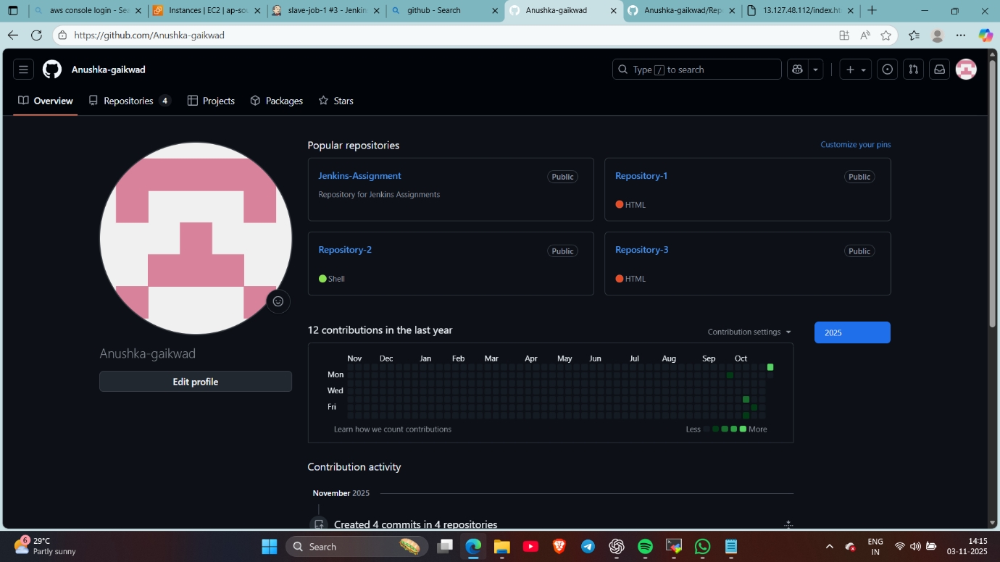 aws console login - Sea
Instances | EC2 | ap-sou
slave-job-1 #3 - Jenkin
github - Search
Anushka-gaikwad
Anushka-gaikwad/Rep
13.127.48.112/index.ht
https://github.com/Anushka-gaikwad
Anushka-gaikwad
Type / to search
Overview
Repositories 4
Projects
Packages
Stars
Popular repositories
Customize your pins
Jenkins-Assignment
Public
Repository for Jenkins Assignments
Repository-1
Public
HTML
Repository-2
Public
Shell
Repository-3
Public
HTML
Anushka-gaikwad
Edit profile
12 contributions in the last year
Contribution settings
2025
Nov Dec Jan Feb Mar Apr May Jun Jul Aug Sep Oct
Mon
Wed
Fri
Learn how we count contributions
Less More
Contribution activity
November 2025
Created 4 commits in 4 repositories
6
29°C
Partly sunny
Search
ENG
IN
14:15
03-11-2025